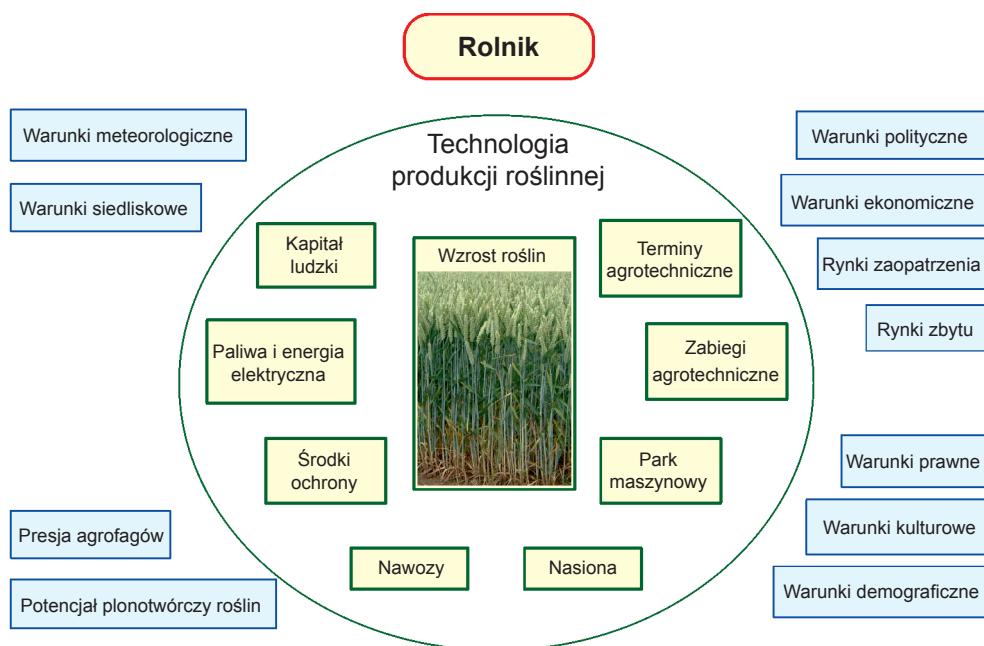 Rolnik
Technologia
produkcji roślinnej
Warunki meteorologiczne
Warunki siedliskowe
Presja agrofagów
Potencjał plonotwórczy roślin
Kapitał
ludzki
Paliwa i energia
elektryczna
Środki
ochrony
Nawozy
Wzrost roślin
Terminy
agrotechniczne
Zabiegi
agrotechniczne
Park
maszynowy
Nasiona
Warunki polityczne
Warunki ekonomiczne
Rynki zaopatrzenia
Rynki zbytu
Warunki prawne
Warunki kulturowe
Warunki demograficzne